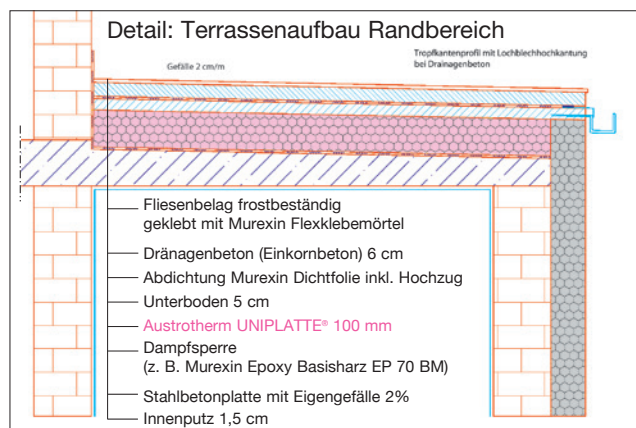 Detail: Terrassenaufbau Randbereich
Tropfkantenprofil mit Lochblechhochkantung
bei Drainagenbeton
Gefälle 2 cm/m
Fliesenbelag frostbeständig
geklebt mit Murexin Flexklebemörtel
Dränagenbeton (Einkornbeton) 6 cm
Abdichtung Murexin Dichtfolie inkl. Hochzug
Unterboden 5 cm
Austrotherm UNIPLATTE® 100 mm
Dampfsperre
(z. B. Murexin Epoxy Basisharz EP 70 BM)
Stahlbetonplatte mit Eigengefälle 2%
Innenputz 1,5 cm